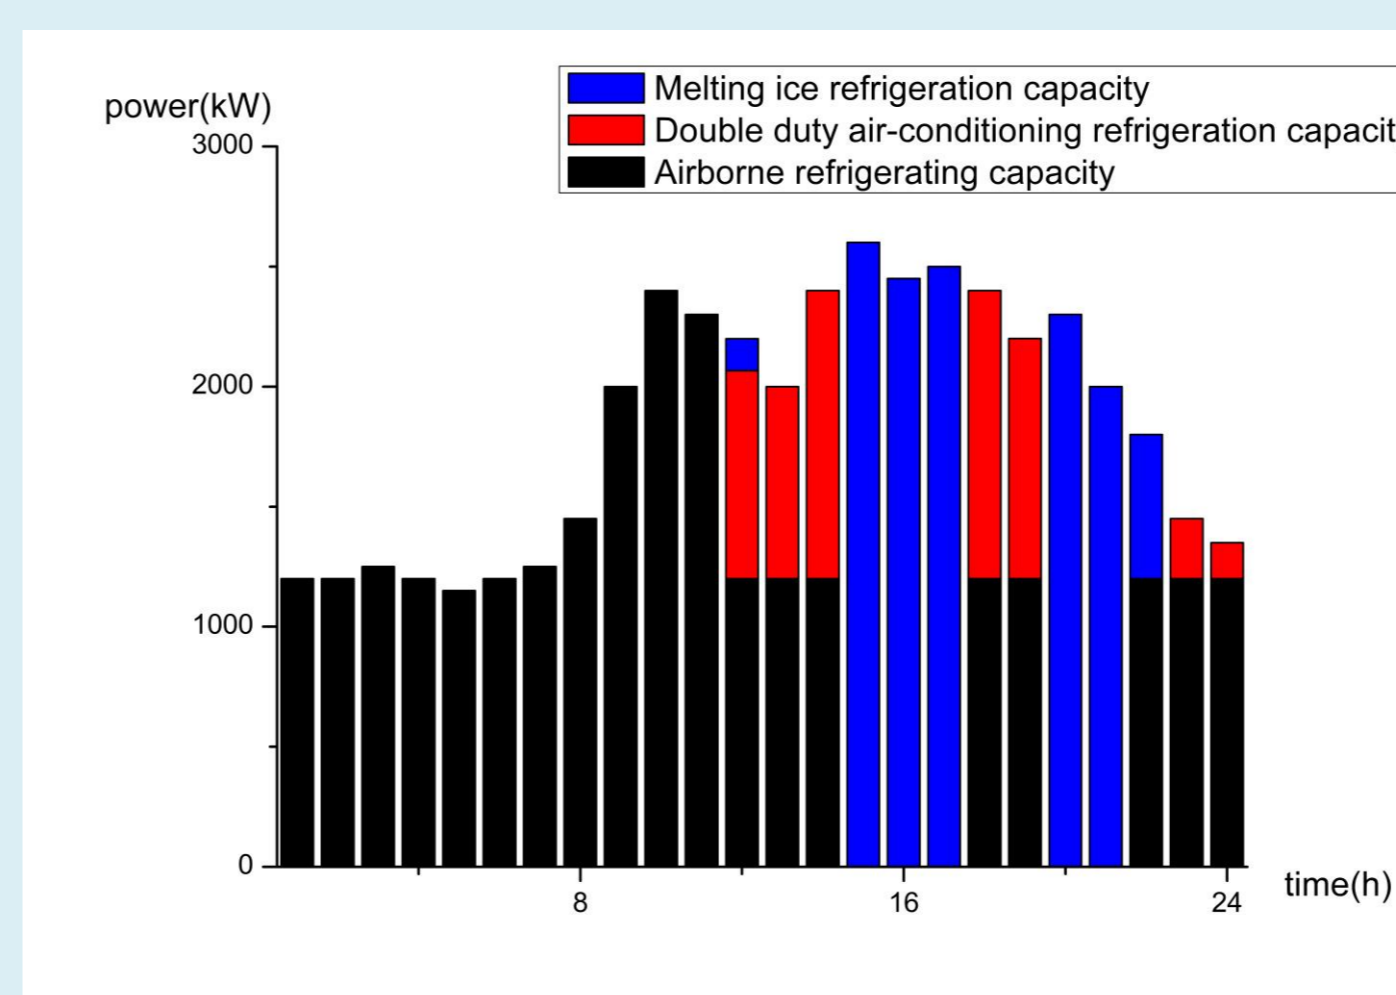 power(kW)
Melting ice refrigeration capacity
Double duty air-conditioning refrigeration capacit
Airborne refrigerating capacity
3000
2000
1000
0
8
16
24
time(h)